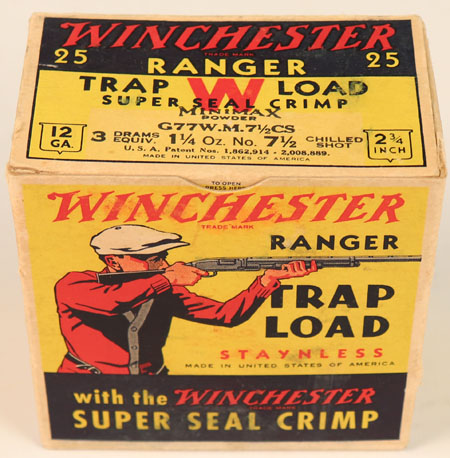 WINCHESTER
TRADE MARK
25 RANGER 25
TRAP W LOAD
SUPER SEAL CRIMP
MINIMAX
POWDER
G77W.M.7½CS
12 GA. 3 DRAMS EQUIV. 1¼ Oz. No. 7½ CHILLED SHOT 2¾ INCH
U.S.A. Patent Nos. 1,862,914 - 2,008,889.
MADE IN UNITED STATES OF AMERICA
TO OPEN
PRESS HERE
WINCHESTER
TRADE MARK
RANGER
TRAP
LOAD
STAYNLESS
MADE IN UNITED STATES OF AMERICA
with the WINCHESTER
TRADE MARK
SUPER SEAL CRIMP